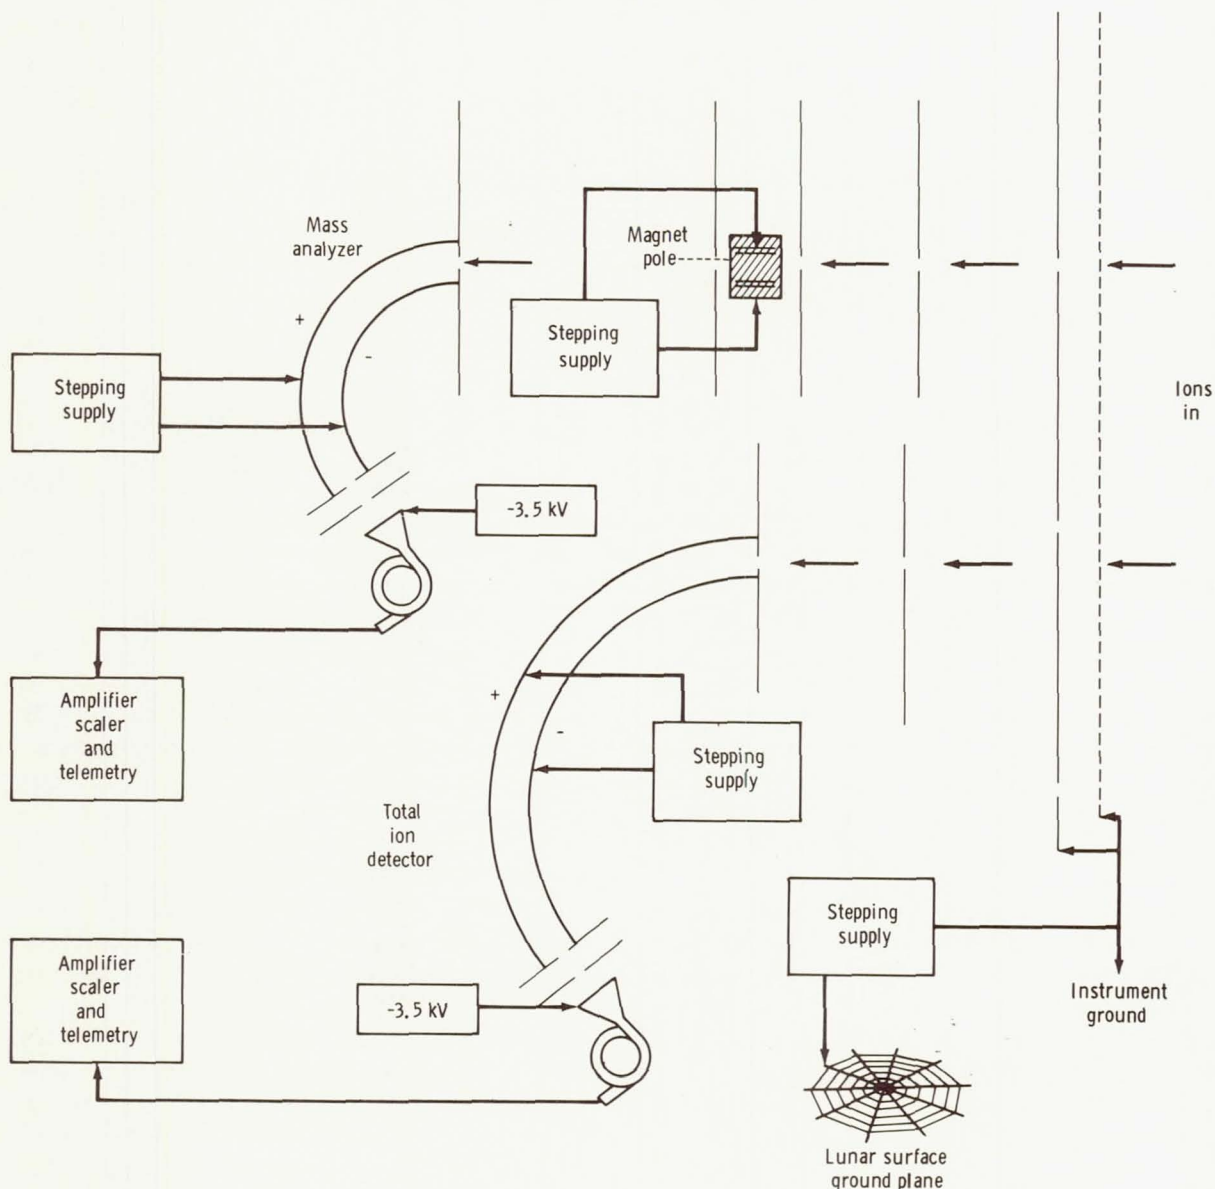 Mass
analyzer
+
-
Magnet
pole
Stepping
supply
Stepping
supply
Ions
in
-3.5 kV
Amplifier
scaler
and
telemetry
+
-
Stepping
supply
Total
ion
detector
Stepping
supply
Amplifier
scaler
and
telemetry
-3.5 kV
Instrument
ground
Lunar surface
ground plane